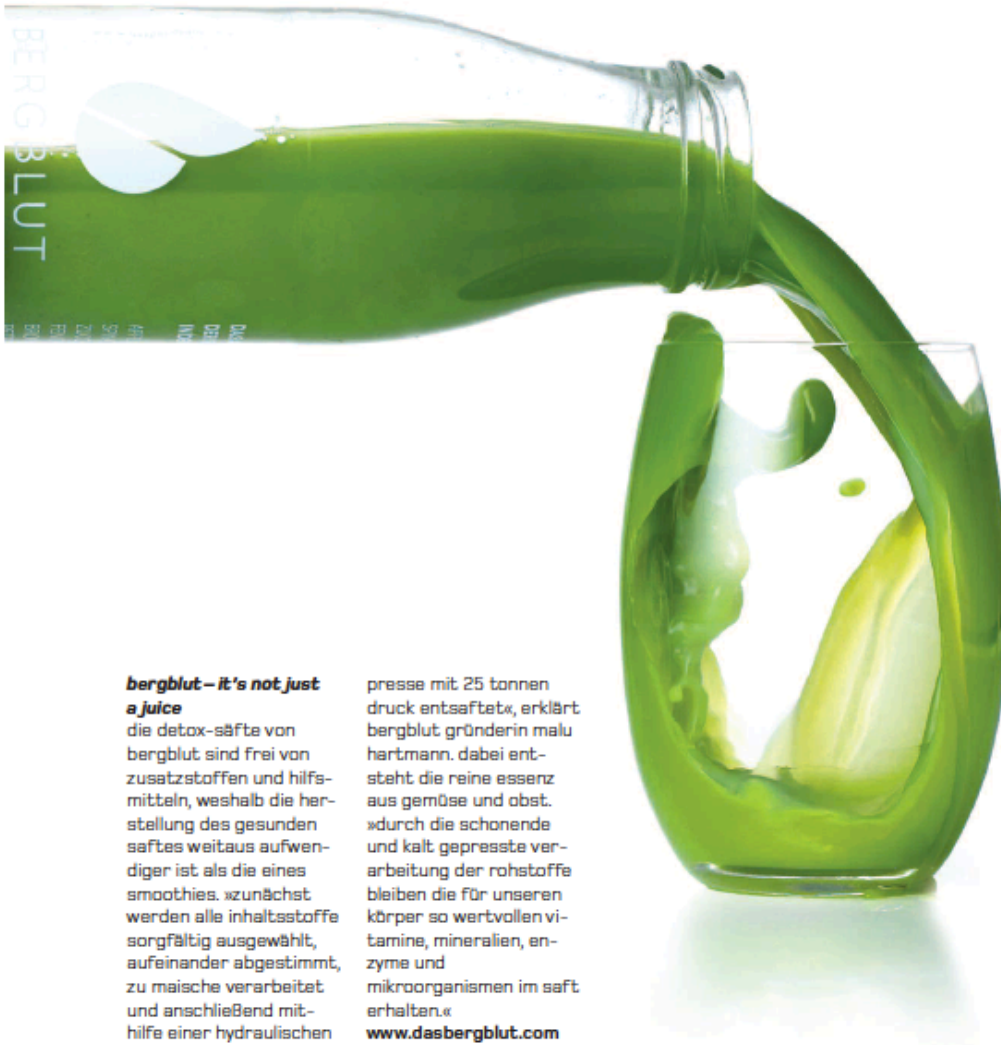 BERGBLUT
bergblut – it's not just
a juice
die detox-säfte von
bergblut sind frei von
zusatzstoffen und hilfs-
mitteln, weshalb die her-
stellung des gesunden
saftes weitaus aufwen-
diger ist als die eines
smoothies. »zunächst
werden alle inhaltsstoffe
sorgfältig ausgewählt,
aufeinander abgestimmt,
zu maische verarbeitet
und anschließend mit-
hilfe einer hydraulischen
presse mit 25 tonnen
druck entsaftet«, erklärt
bergblut gründerin malu
hartmann. dabei ent-
steht die reine essenz
aus gemüse und obst.
»durch die schonende
und kalt gepresste ver-
arbeitung der rohstoffe
bleiben die für unseren
körper so wertvollen vi-
tamine, mineralien, en-
zyme und
mikroorganismen im saft
erhalten.«
www.dasbergblut.com